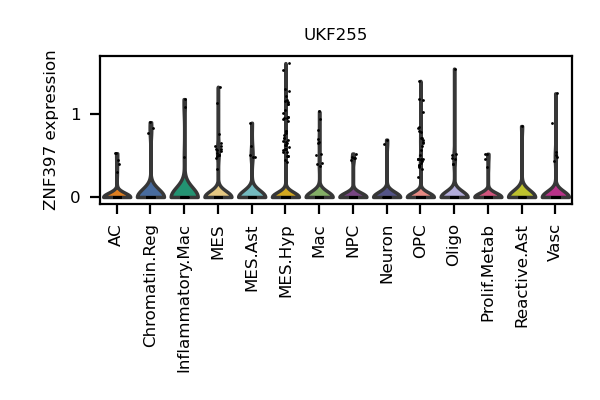 UKF255
ZNF397 expression
1
0
AC
Chromatin.Reg
Inflammatory.Mac
MES
MES.Ast
MES.Hyp
Mac
NPC
Neuron
OPC
Oligo
Prolif.Metab
Reactive.Ast
Vasc